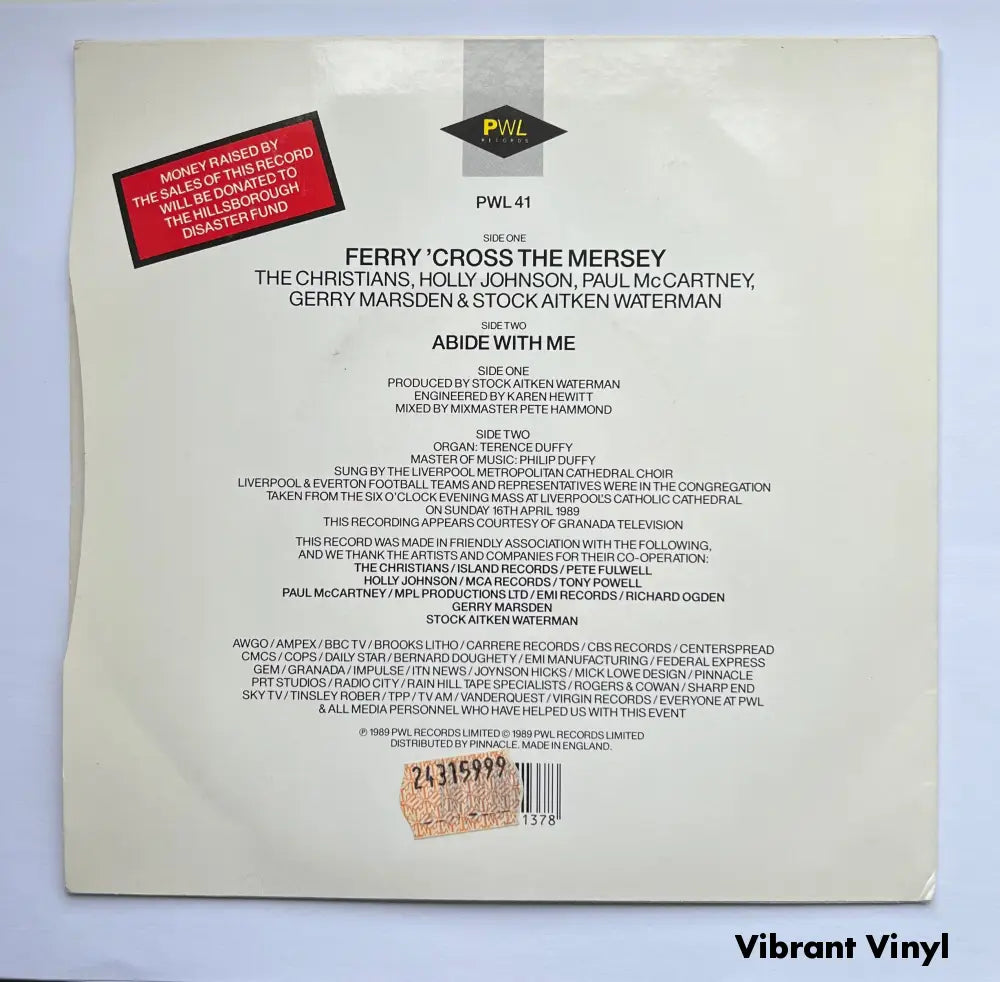 PWL
RECORDS
MONEY RAISED BY
THE SALES OF THIS RECORD
WILL BE DONATED TO
THE HILLSBOROUGH
DISASTER FUND
PWL 41
SIDE ONE
FERRY 'CROSS THE MERSEY
THE CHRISTIANS, HOLLY JOHNSON, PAUL McCARTNEY,
GERRY MARSDEN & STOCK AITKEN WATERMAN
SIDE TWO
ABIDE WITH ME
SIDE ONE
PRODUCED BY STOCK AITKEN WATERMAN
ENGINEERED BY KAREN HEWITT
MIXED BY MIXMASTER PETE HAMMOND
SIDE TWO
ORGAN: TERENCE DUFFY
MASTER OF MUSIC: PHILIP DUFFY
SUNG BY THE LIVERPOOL METROPOLITAN CATHEDRAL CHOIR
LIVERPOOL & EVERTON FOOTBALL TEAMS AND REPRESENTATIVES WERE IN THE CONGREGATION
TAKEN FROM THE SIX O'CLOCK EVENING MASS AT LIVERPOOL'S CATHOLIC CATHEDRAL
ON SUNDAY 16TH APRIL 1989
THIS RECORDING APPEARS COURTESY OF GRANADA TELEVISION
THIS RECORD WAS MADE IN FRIENDLY ASSOCIATION WITH THE FOLLOWING,
AND WE THANK THE ARTISTS AND COMPANIES FOR THEIR CO-OPERATION:
THE CHRISTIANS / ISLAND RECORDS / PETE FULWELL
HOLLY JOHNSON / MCA RECORDS / TONY POWELL
PAUL McCARTNEY / MPL PRODUCTIONS LTD / EMI RECORDS / RICHARD OGDEN
GERRY MARSDEN
STOCK AITKEN WATERMAN
AWGO / AMPEX / BBC TV / BROOKS LITHO / CARRERE RECORDS / CBS RECORDS / CENTERSPREAD
CMCS / COPS / DAILY STAR / BERNARD DOUGHETY / EMI MANUFACTURING / FEDERAL EXPRESS
GEM / GRANADA / IMPULSE / ITN NEWS / JOYNSON HICKS / MICK LOWE DESIGN / PINNACLE
PRT STUDIOS / RADIO CITY / RAIN HILL TAPE SPECIALISTS / ROGERS & COWAN / SHARP END
SKY TV / TINSLEY ROBER / TPP / TV AM / VANDERQUEST / VIRGIN RECORDS / EVERYONE AT PWL
& ALL MEDIA PERSONNEL WHO HAVE HELPED US WITH THIS EVENT
℗ 1989 PWL RECORDS LIMITED © 1989 PWL RECORDS LIMITED
DISTRIBUTED BY PINNACLE. MADE IN ENGLAND.
24315999
1378
Vibrant Vinyl